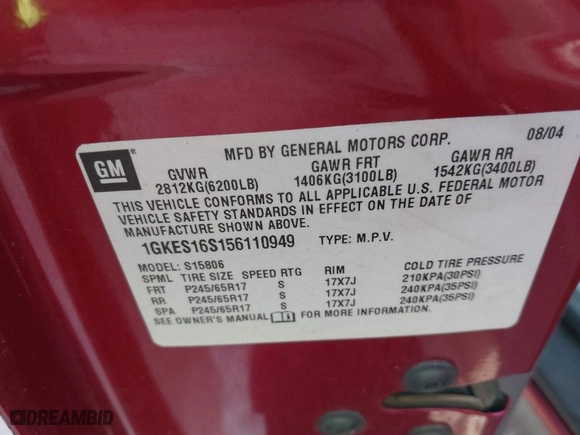 MFD BY GENERAL MOTORS CORP. 08/04
GM
GVWR GAWR FRT GAWR RR
2812KG(6200LB) 1406KG(3100LB) 1542KG(3400LB)
THIS VEHICLE CONFORMS TO ALL APPLICABLE U.S. FEDERAL MOTOR
VEHICLE SAFETY STANDARDS IN EFFECT ON THE DATE OF
MANUFACTURE SHOWN ABOVE.
1GKES16S156110949 TYPE: M.P.V.
MODEL: S15806
SPML TIRE SIZE SPEED RTG RIM COLD TIRE PRESSURE
FRT P245/65R17 S 17X7J 210KPA(30PSI)
RR P245/65R17 S 17X7J 240KPA(35PSI)
SPA P245/65R17 S 17X7J 240KPA(35PSI)
SEE OWNER'S MANUAL FOR MORE INFORMATION.
DREAMBID